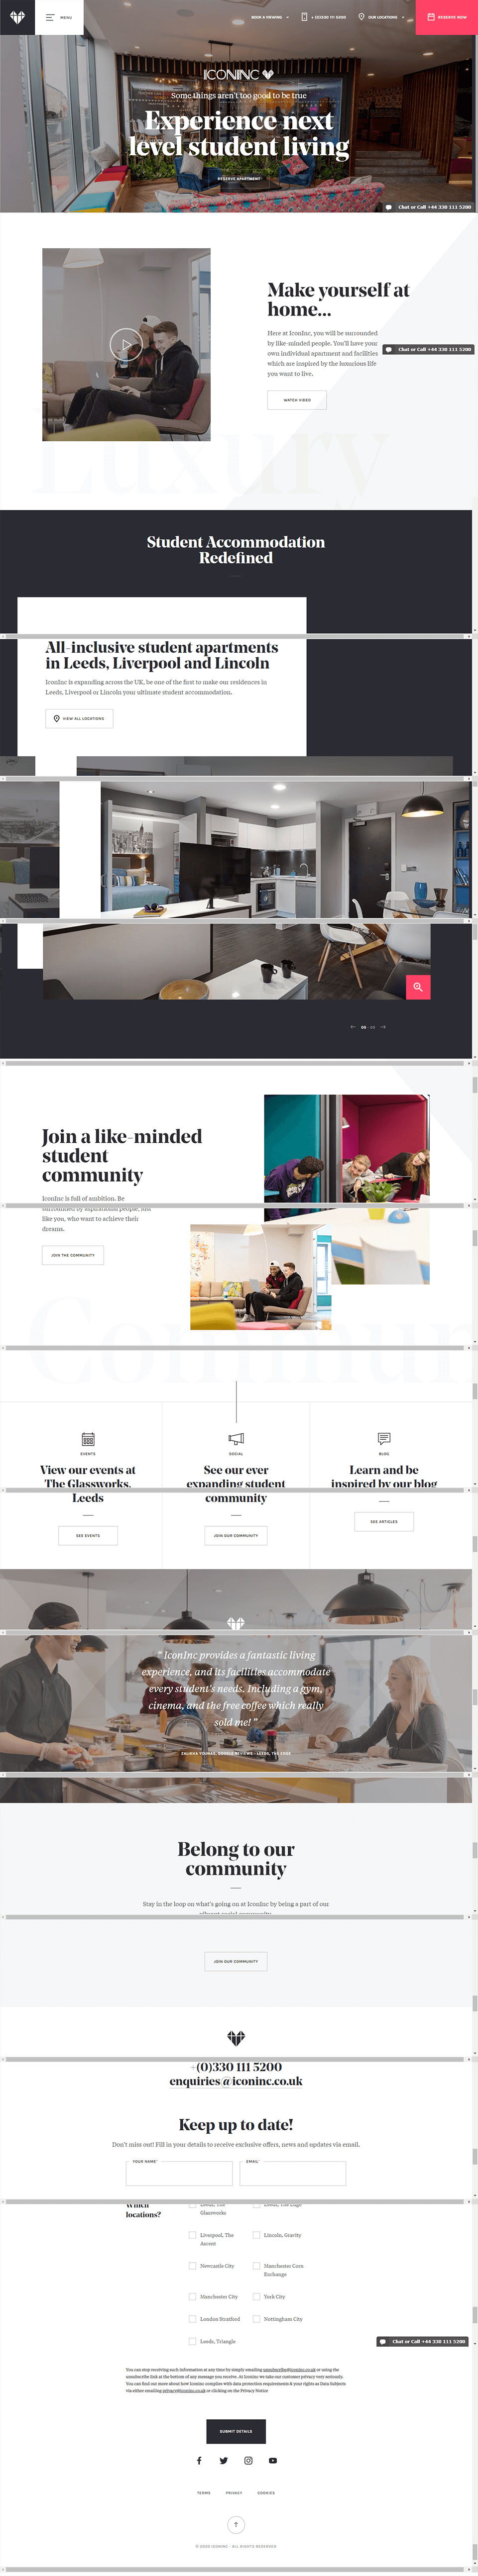 MENU
BOOK A VIEWING
+ (0)330 111 5200
OUR LOCATIONS
RESERVE NOW
ICONINC
Some things aren't too good to be true
Experience next
level student living
RESERVE APARTMENT
Chat or Call +44 330 111 5200
Make yourself at
home...
Here at IconInc, you will be surrounded
by like-minded people. You'll have your
own individual apartment and facilities
which are inspired by the luxurious life
you want to live.
Chat or Call +44 330 111 5200
WATCH VIDEO
Luxury
Student Accommodation
Redefined
All-inclusive student apartments
in Leeds, Liverpool and Lincoln
IconInc is expanding across the UK, be one of the first to make our residences in
Leeds, Liverpool or Lincoln your ultimate student accommodation.
VIEW ALL LOCATIONS
Join a like-minded
student
community
IconInc is full of ambition. Be
surrounded by aspirational people, just
like you, who want to achieve their
dreams.
JOIN THE COMMUNITY
Commun
EVENTS
View our events at
The Glassworks,
Leeds
SEE EVENTS
SOCIAL
See our ever
expanding student
community
JOIN OUR COMMUNITY
BLOG
Learn and be
inspired by our blog
SEE ARTICLES
" IconInc provides a fantastic living
experience, and its facilities accommodate
every student's needs. Including a gym,
cinema, and the free coffee which really
sold me! "
ZALIKHA YOUNAS, GOOGLE REVIEWS - LEEDS, THE EDGE
Belong to our
community
Stay in the loop on what's going on at IconInc by being a part of our
vibrant social community.
JOIN OUR COMMUNITY
+(0)330 111 5200
enquiries@iconinc.co.uk
Keep up to date!
Don't miss out! Fill in your details to receive exclusive offers, news and updates via email.
YOUR NAME*
EMAIL*
Which
locations?
Leeds, The
Glassworks
Leeds, The Edge
Liverpool, The
Ascent
Lincoln, Gravity
Newcastle City
Manchester Corn
Exchange
Manchester City
York City
London Stratford
Nottingham City
Leeds, Triangle
Chat or Call +44 330 111 5200
You can stop receiving such information at any time by simply emailing unsubscribe@iconinc.co.uk or using the
unsubscribe link at the bottom of any message you receive. At Iconinc we take our customer privacy very seriously.
You can find out more about how Iconinc complies with data protection requirements & your rights as Data Subjects
via either emailing privacy@iconinc.co.uk or clicking on the Privacy Notice
SUBMIT DETAILS
TERMS
PRIVACY
COOKIES
© 2020 ICONINC - ALL RIGHTS RESERVED